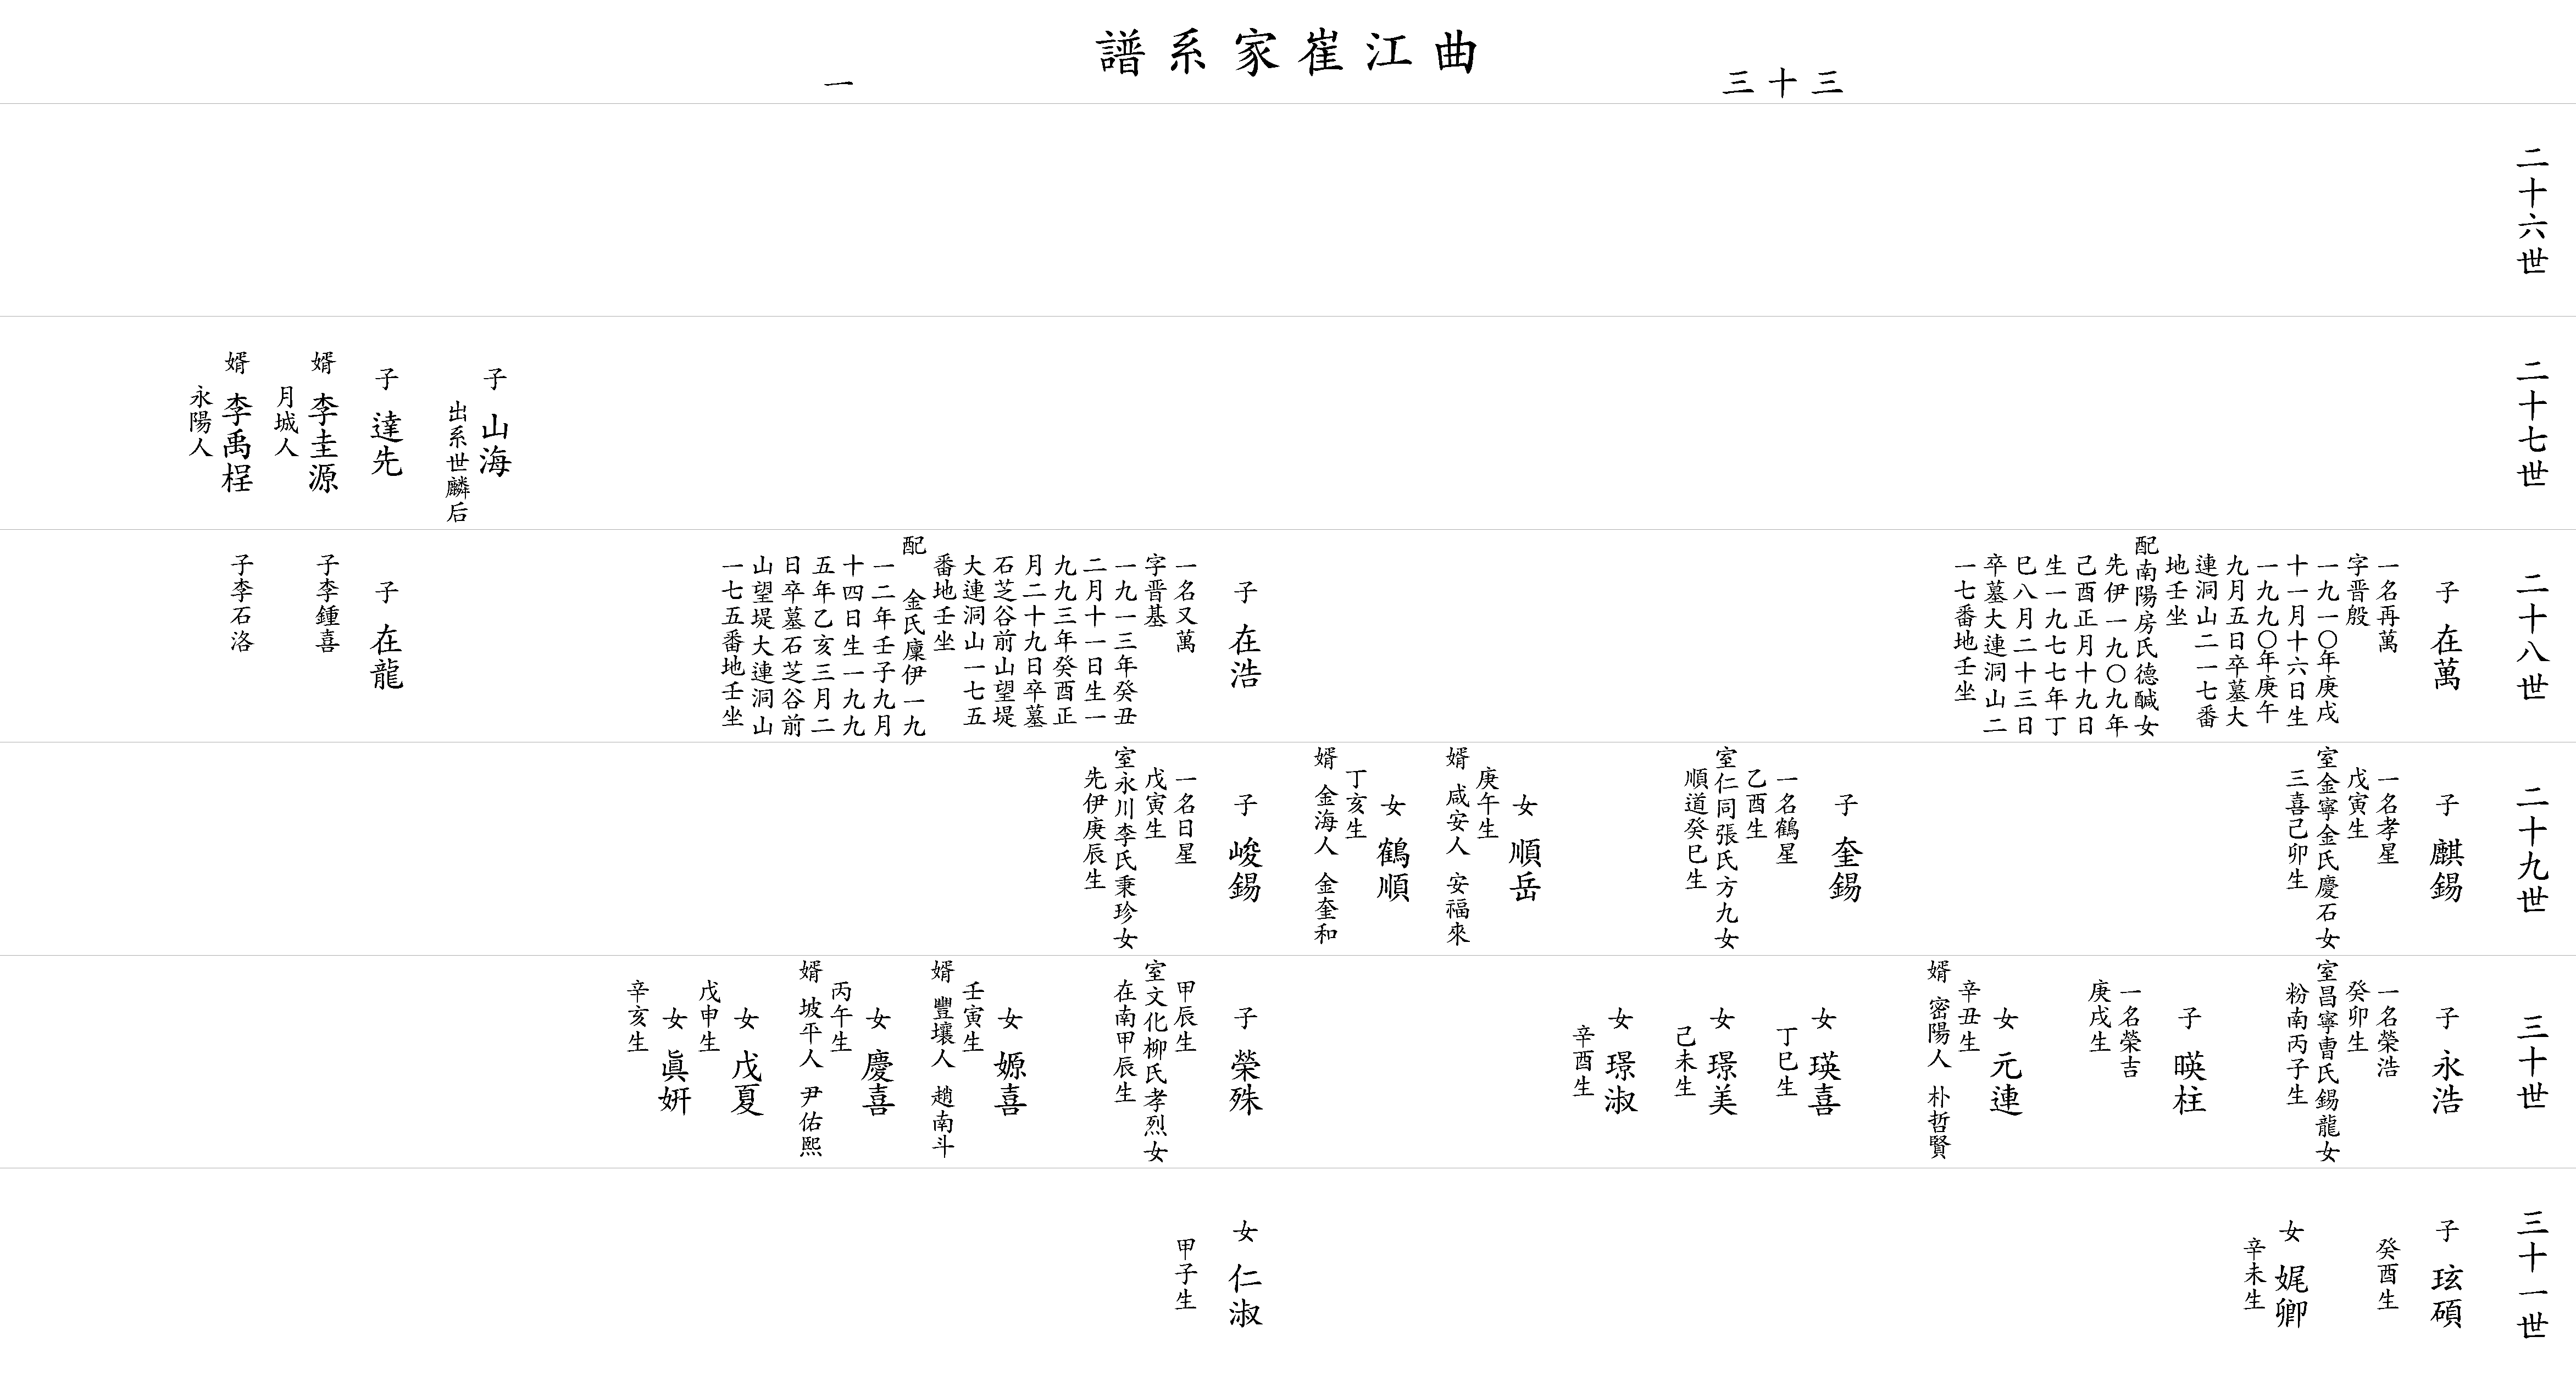 曲江崔家系譜
三十三
一
二十六世
二十七世
子 山海
出系世麟后
子 達先
婿 李圭源
月城人
婿 李禹桯
永陽人
二十八世
子 在萬
一名再萬
字晋殷
一九一〇年庚戌
十一月十六日生
一九九〇年庚午
九月五日卒墓大
連洞山二一七番
地壬坐
配南陽房氏德醎女
先伊一九〇九年
己酉正月十九日
生一九七七年丁
巳八月二十三日
卒墓大連洞山二
一七番地壬坐
子 在浩
一名又萬
字晋基
一九一三年癸丑
二月十一日生一
九九三年癸酉正
月二十九日卒墓
石芝谷前山望堤
大連洞山一七五
番地壬坐
配 金氏廩伊一九
一二年壬子九月
十四日生一九九
五年乙亥三月二
日卒墓石芝谷前
山望堤大連洞山
一七五番地壬坐
子 在龍
子李鍾喜
子李石洛
二十九世
子 麒錫
一名孝星
戊寅生
室金寧金氏慶石女
三喜己卯生
子 奎錫
一名鶴星
乙酉生
室仁同張氏方九女
順道癸巳生
女 順岳
庚午生
婿 咸安人 安福來
女 鶴順
丁亥生
婿 金海人 金奎和
子 峻錫
一名日星
戊寅生
室永川李氏秉珍女
先伊庚辰生
三十世
子 永浩
一名榮浩
癸卯生
室昌寧曺氏錫龍女
粉南丙子生
子 暎柱
一名榮吉
庚戌生
女 元連
辛丑生
婿 密陽人 朴哲賢
女 瑛喜
丁巳生
女 璟美
己未生
女 璟淑
辛酉生
子 榮殊
甲辰生
室文化柳氏孝烈女
在南甲辰生
女 嫄喜
壬寅生
婿 豐壤人 趙南斗
女 慶喜
丙午生
婿 坡平人 尹佑熙
女 戊夏
戊申生
女 眞妍
辛亥生
三十一世
子 玹碩
癸酉生
女 娓卿
辛未生
女 仁淑
甲子生